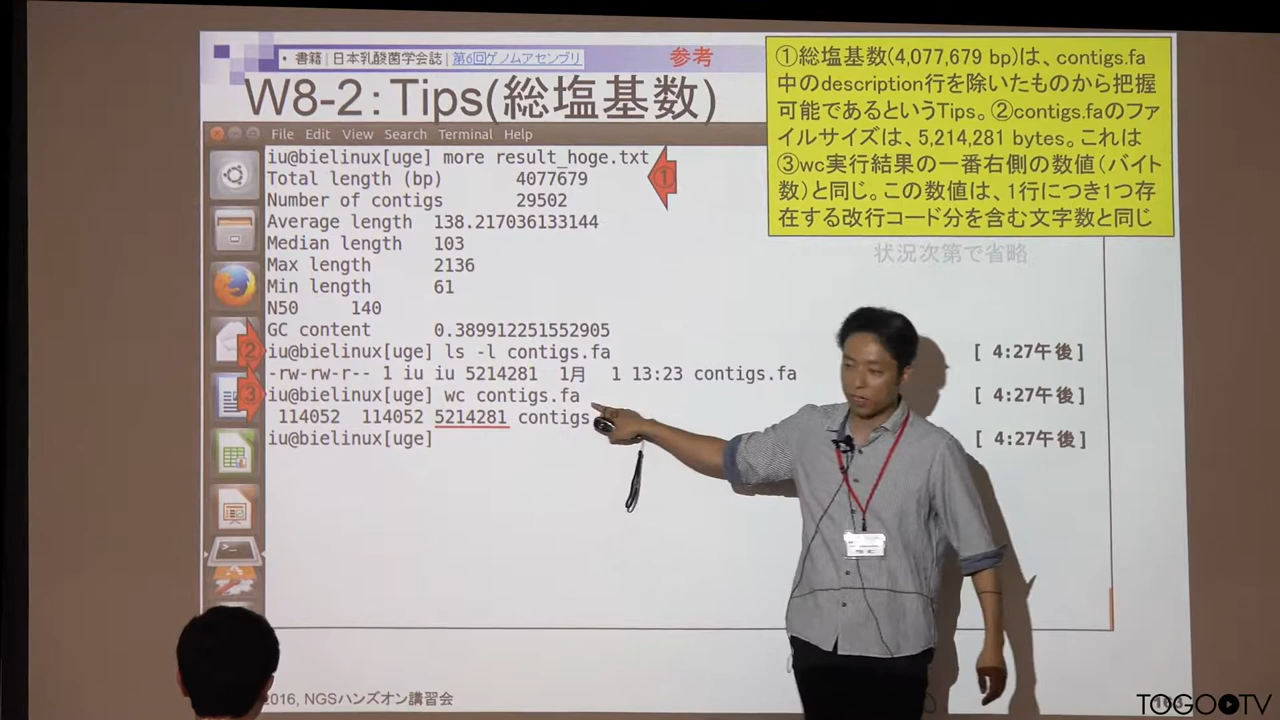 ・書籍 | 日本乳酸菌学会誌 | 第6回ゲノムアセンブリ
参考
W8-2：Tips(総塩基数)
①総塩基数(4,077,679 bp)は、contigs.fa
中のdescription行を除いたものから把握
可能であるというTips。②contigs.faのフ
ァイルサイズは、5,214,281 bytes。これは
③wc実行結果の一番右側の数値(バイト
数)と同じ。この数値は、1行につき1つ存
在する改行コード分を含む文字数と同じ
状況次第で省略
File Edit View Search Terminal Help
iu@bielinux[uge] more result_hoge.txt
①
Total length (bp) 4077679
Number of contigs 29502
Average length 138.217036133144
Median length 103
Max length 2136
Min length 61
N50 140
GC content 0.389912251552905
② iu@bielinux[uge] ls -l contigs.fa [ 4:27午後]
-rw-rw-r-- 1 iu iu 5214281 1月 1 13:23 contigs.fa
③ iu@bielinux[uge] wc contigs.fa [ 4:27午後]
114052 114052 5214281 contigs
iu@bielinux[uge] [ 4:27午後]
2016, NGSハンズオン講習会
TOGOTV